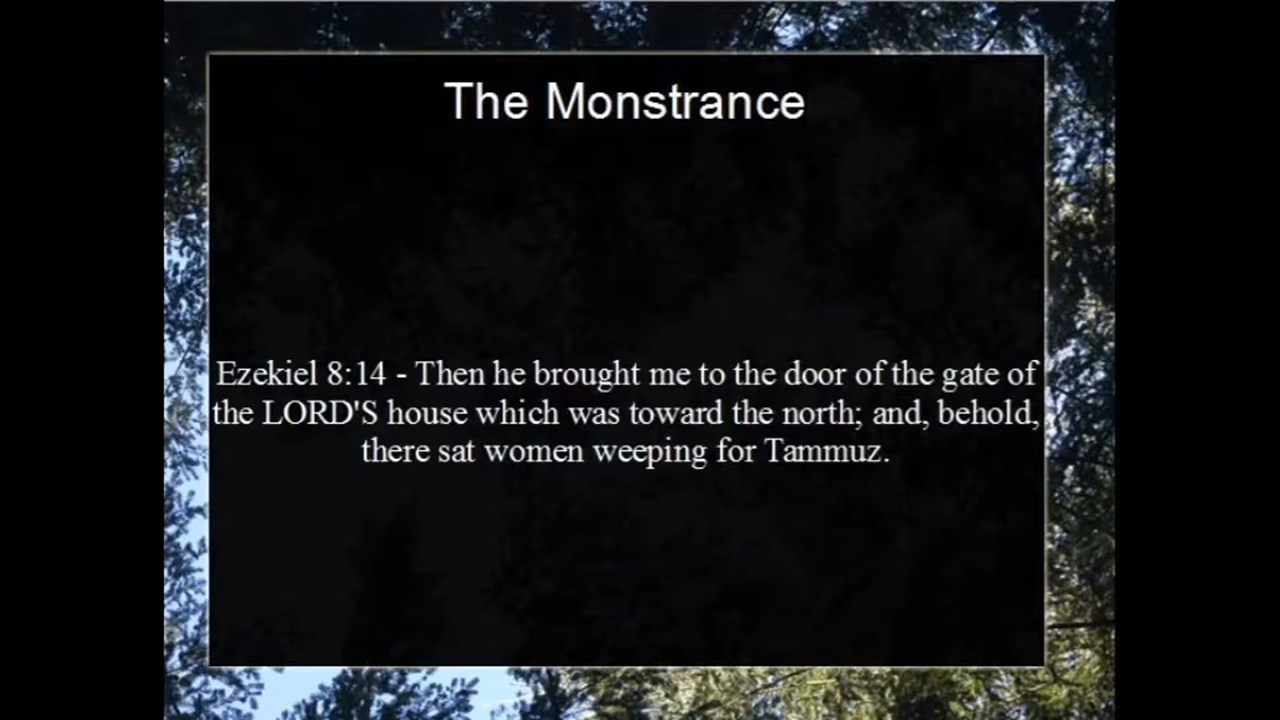 The Monstrance
Ezekiel 8:14 - Then he brought me to the door of the gate of
the LORD'S house which was toward the north; and, behold,
there sat women weeping for Tammuz.